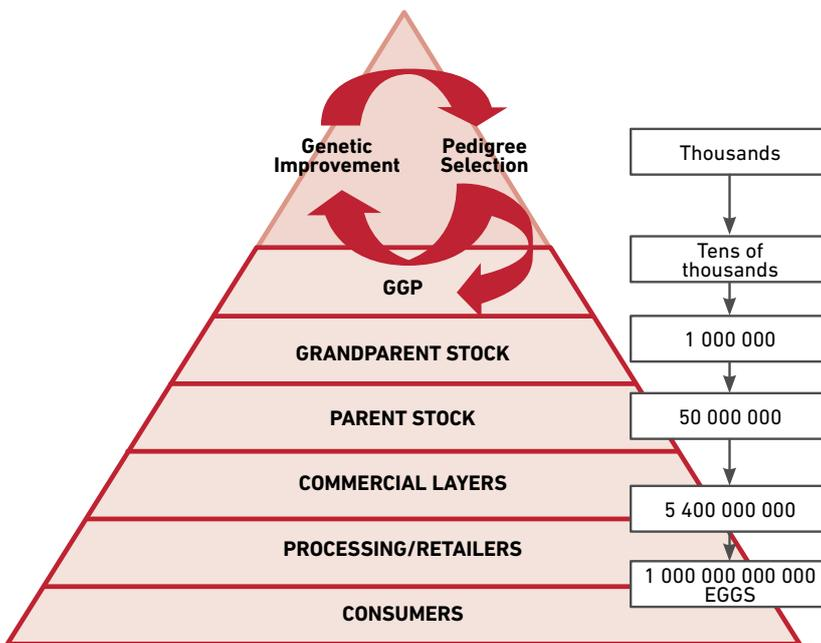 Genetic
Improvement
Pedigree
Selection
GGP
GRANDPARENT STOCK
PARENT STOCK
COMMERCIAL LAYERS
PROCESSING/RETAILERS
CONSUMERS
Thousands
Tens of
thousands
1 000 000
50 000 000
5 400 000 000
1 000 000 000 000
EGGS